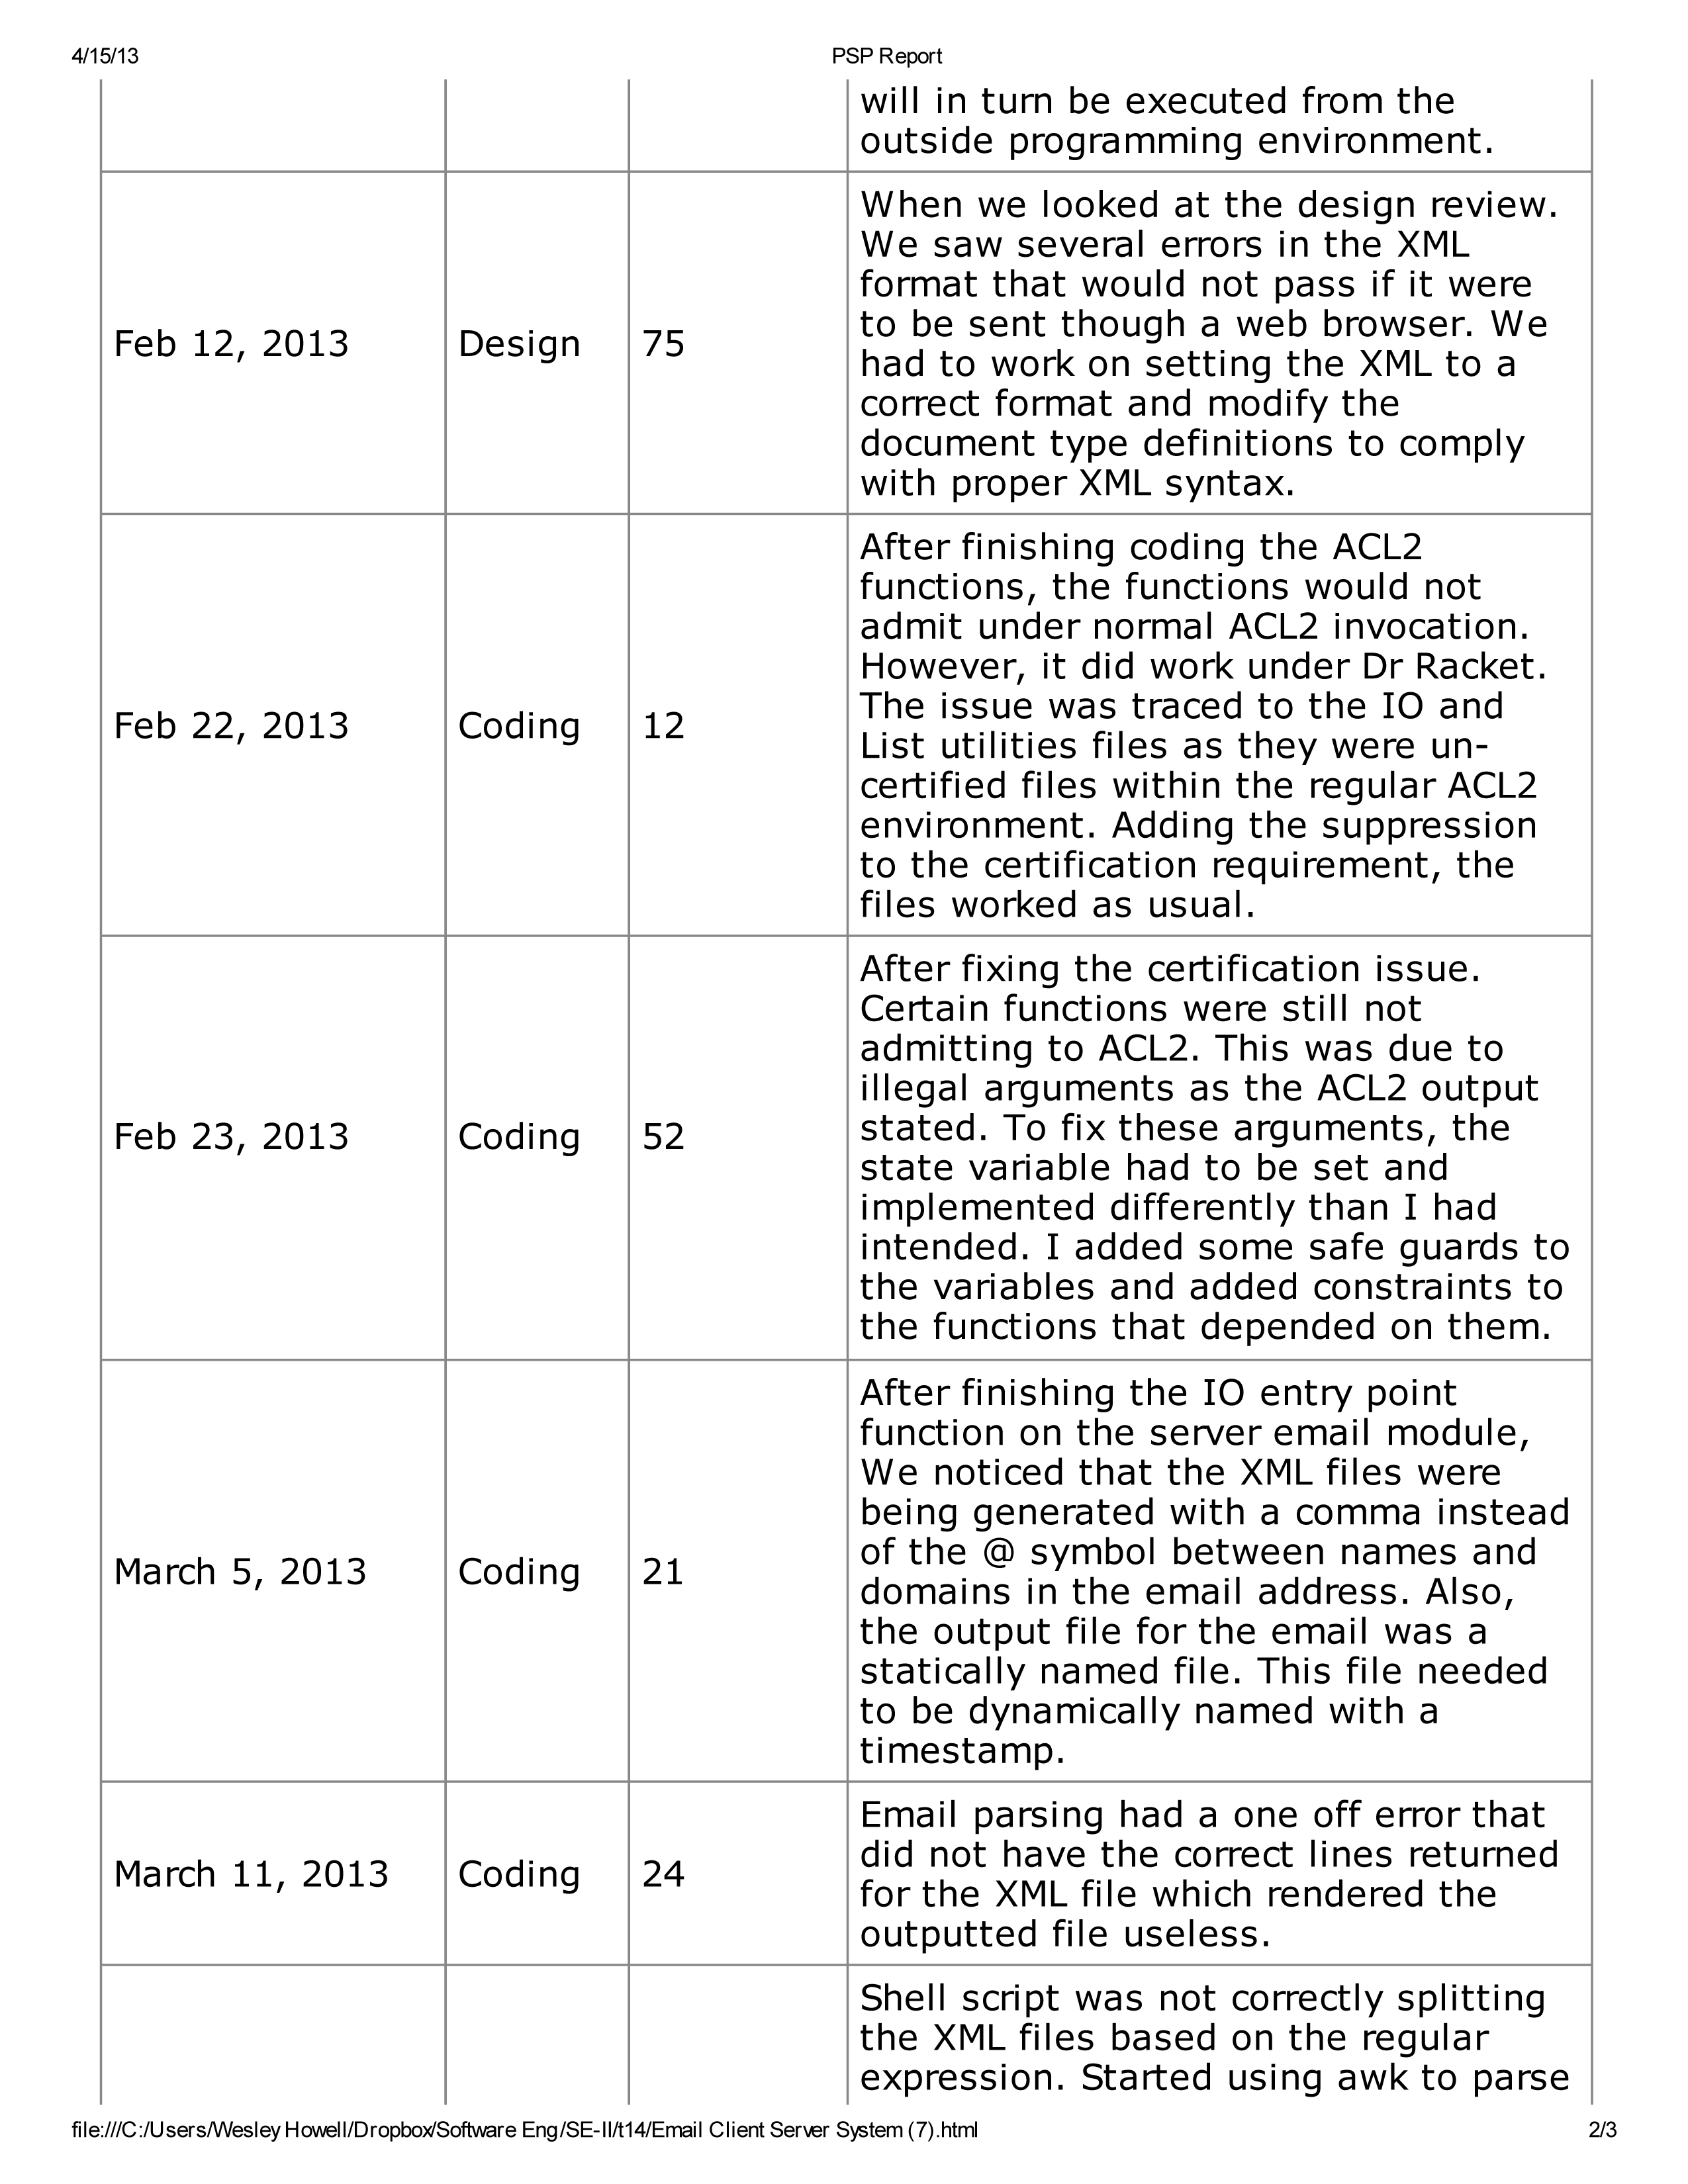 4/15/13 PSP Report
will in turn be executed from the
outside programming environment.
When we looked at the design review.
We saw several errors in the XML
format that would not pass if it were
to be sent though a web browser. We
Feb 12, 2013 Design 75
had to work on setting the XML to a
correct format and modify the
document type definitions to comply
with proper XML syntax.
After finishing coding the ACL2
functions, the functions would not
admit under normal ACL2 invocation.
However, it did work under Dr Racket.
The issue was traced to the IO and
Feb 22, 2013 Coding 12
List utilities files as they were un-
certified files within the regular ACL2
environment. Adding the suppression
to the certification requirement, the
files worked as usual.
After fixing the certification issue.
Certain functions were still not
admitting to ACL2. This was due to
illegal arguments as the ACL2 output
stated. To fix these arguments, the
Feb 23, 2013 Coding 52
state variable had to be set and
implemented differently than I had
intended. I added some safe guards to
the variables and added constraints to
the functions that depended on them.
After finishing the IO entry point
function on the server email module,
We noticed that the XML files were
being generated with a comma instead
of the @ symbol between names and
March 5, 2013 Coding 21
domains in the email address. Also,
the output file for the email was a
statically named file. This file needed
to be dynamically named with a
timestamp.
Email parsing had a one off error that
did not have the correct lines returned
March 11, 2013 Coding 24
for the XML file which rendered the
outputted file useless.
Shell script was not correctly splitting
the XML files based on the regular
expression. Started using awk to parse
file:///C:/Users/Wesley Howell/Dropbox/Software Eng/SE-II/t14/Email Client Server System (7).html 2/3